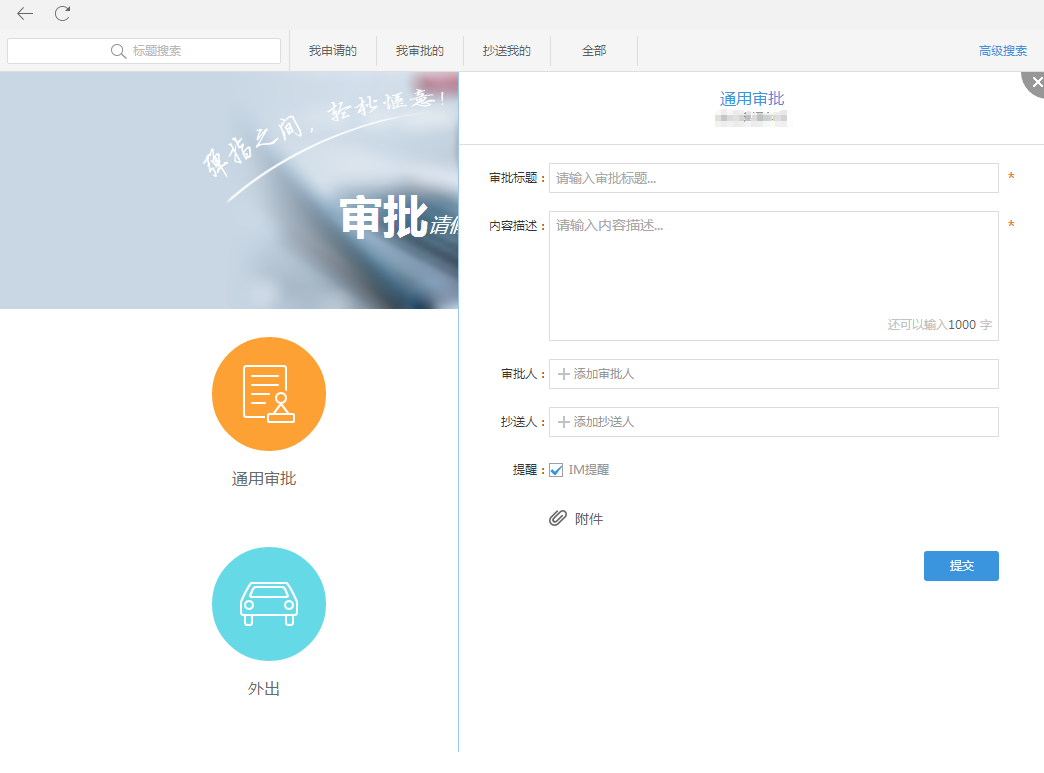 标题搜索
我申请的
我审批的
抄送我的
全部
高级搜索
弹指之间，轻松惬意！
审批请
通用审批
外出
通用审批
审批标题：
请输入审批标题...
*
内容描述：
请输入内容描述...
*
还可以输入1000 字
审批人：
添加审批人
抄送人：
添加抄送人
提醒：
IM提醒
附件
提交